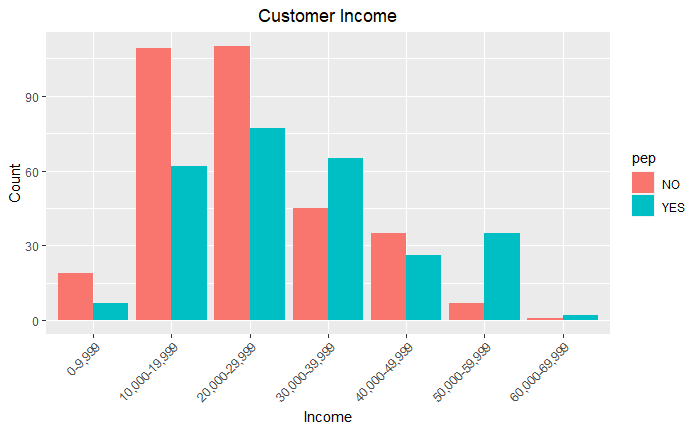 Customer Income
Count
90
60
30
0
0-9,999
10,000-19,999
20,000-29,999
30,000-39,999
40,000-49,999
50,000-59,999
60,000-69,999
Income
pep
NO
YES